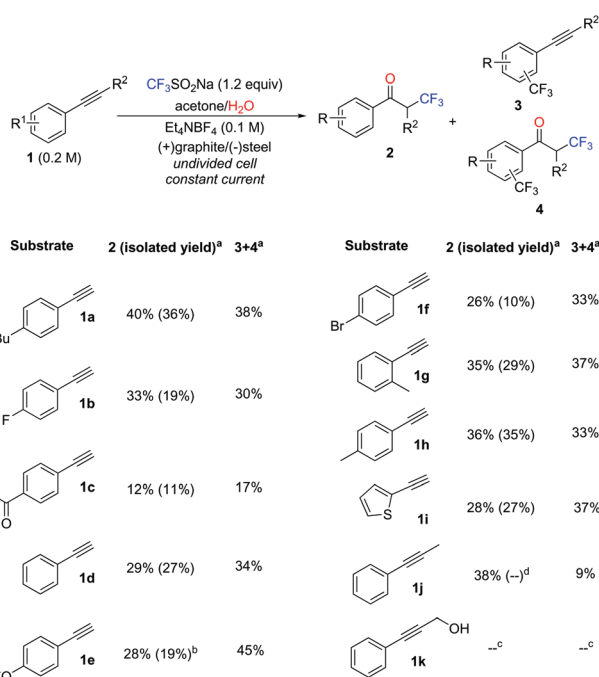 R²
R¹
1 (0.2 M)
CF₃SO₂Na (1.2 equiv)
acetone/H₂O
Et₄NBF₄ (0.1 M)
(+)graphite/(-)steel
undivided cell
constant current
O
R
CF₃
R²
2
+
R²
R
CF₃
3
O
R
CF₃
R²
CF₃
4
Substrate 2 (isolated yield)ᵃ 3+4ᵃ
1a 40% (36%) 38%
F 1b 33% (19%) 30%
1c 12% (11%) 17%
O
1d 29% (27%) 34%
1e 28% (19%)ᵇ 45%
Substrate 2 (isolated yield)ᵃ 3+4ᵃ
Br 1f 26% (10%) 33%
1g 35% (29%) 37%
1h 36% (35%) 33%
S 1i 28% (27%) 37%
1j 38% (--)ᵈ 9%
OH 1k --ᶜ --ᶜ